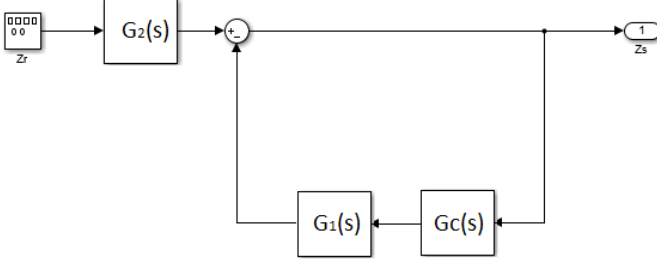 Zr
G₂(s)
+
-
1
Zs
G₁(s)
Gc(s)